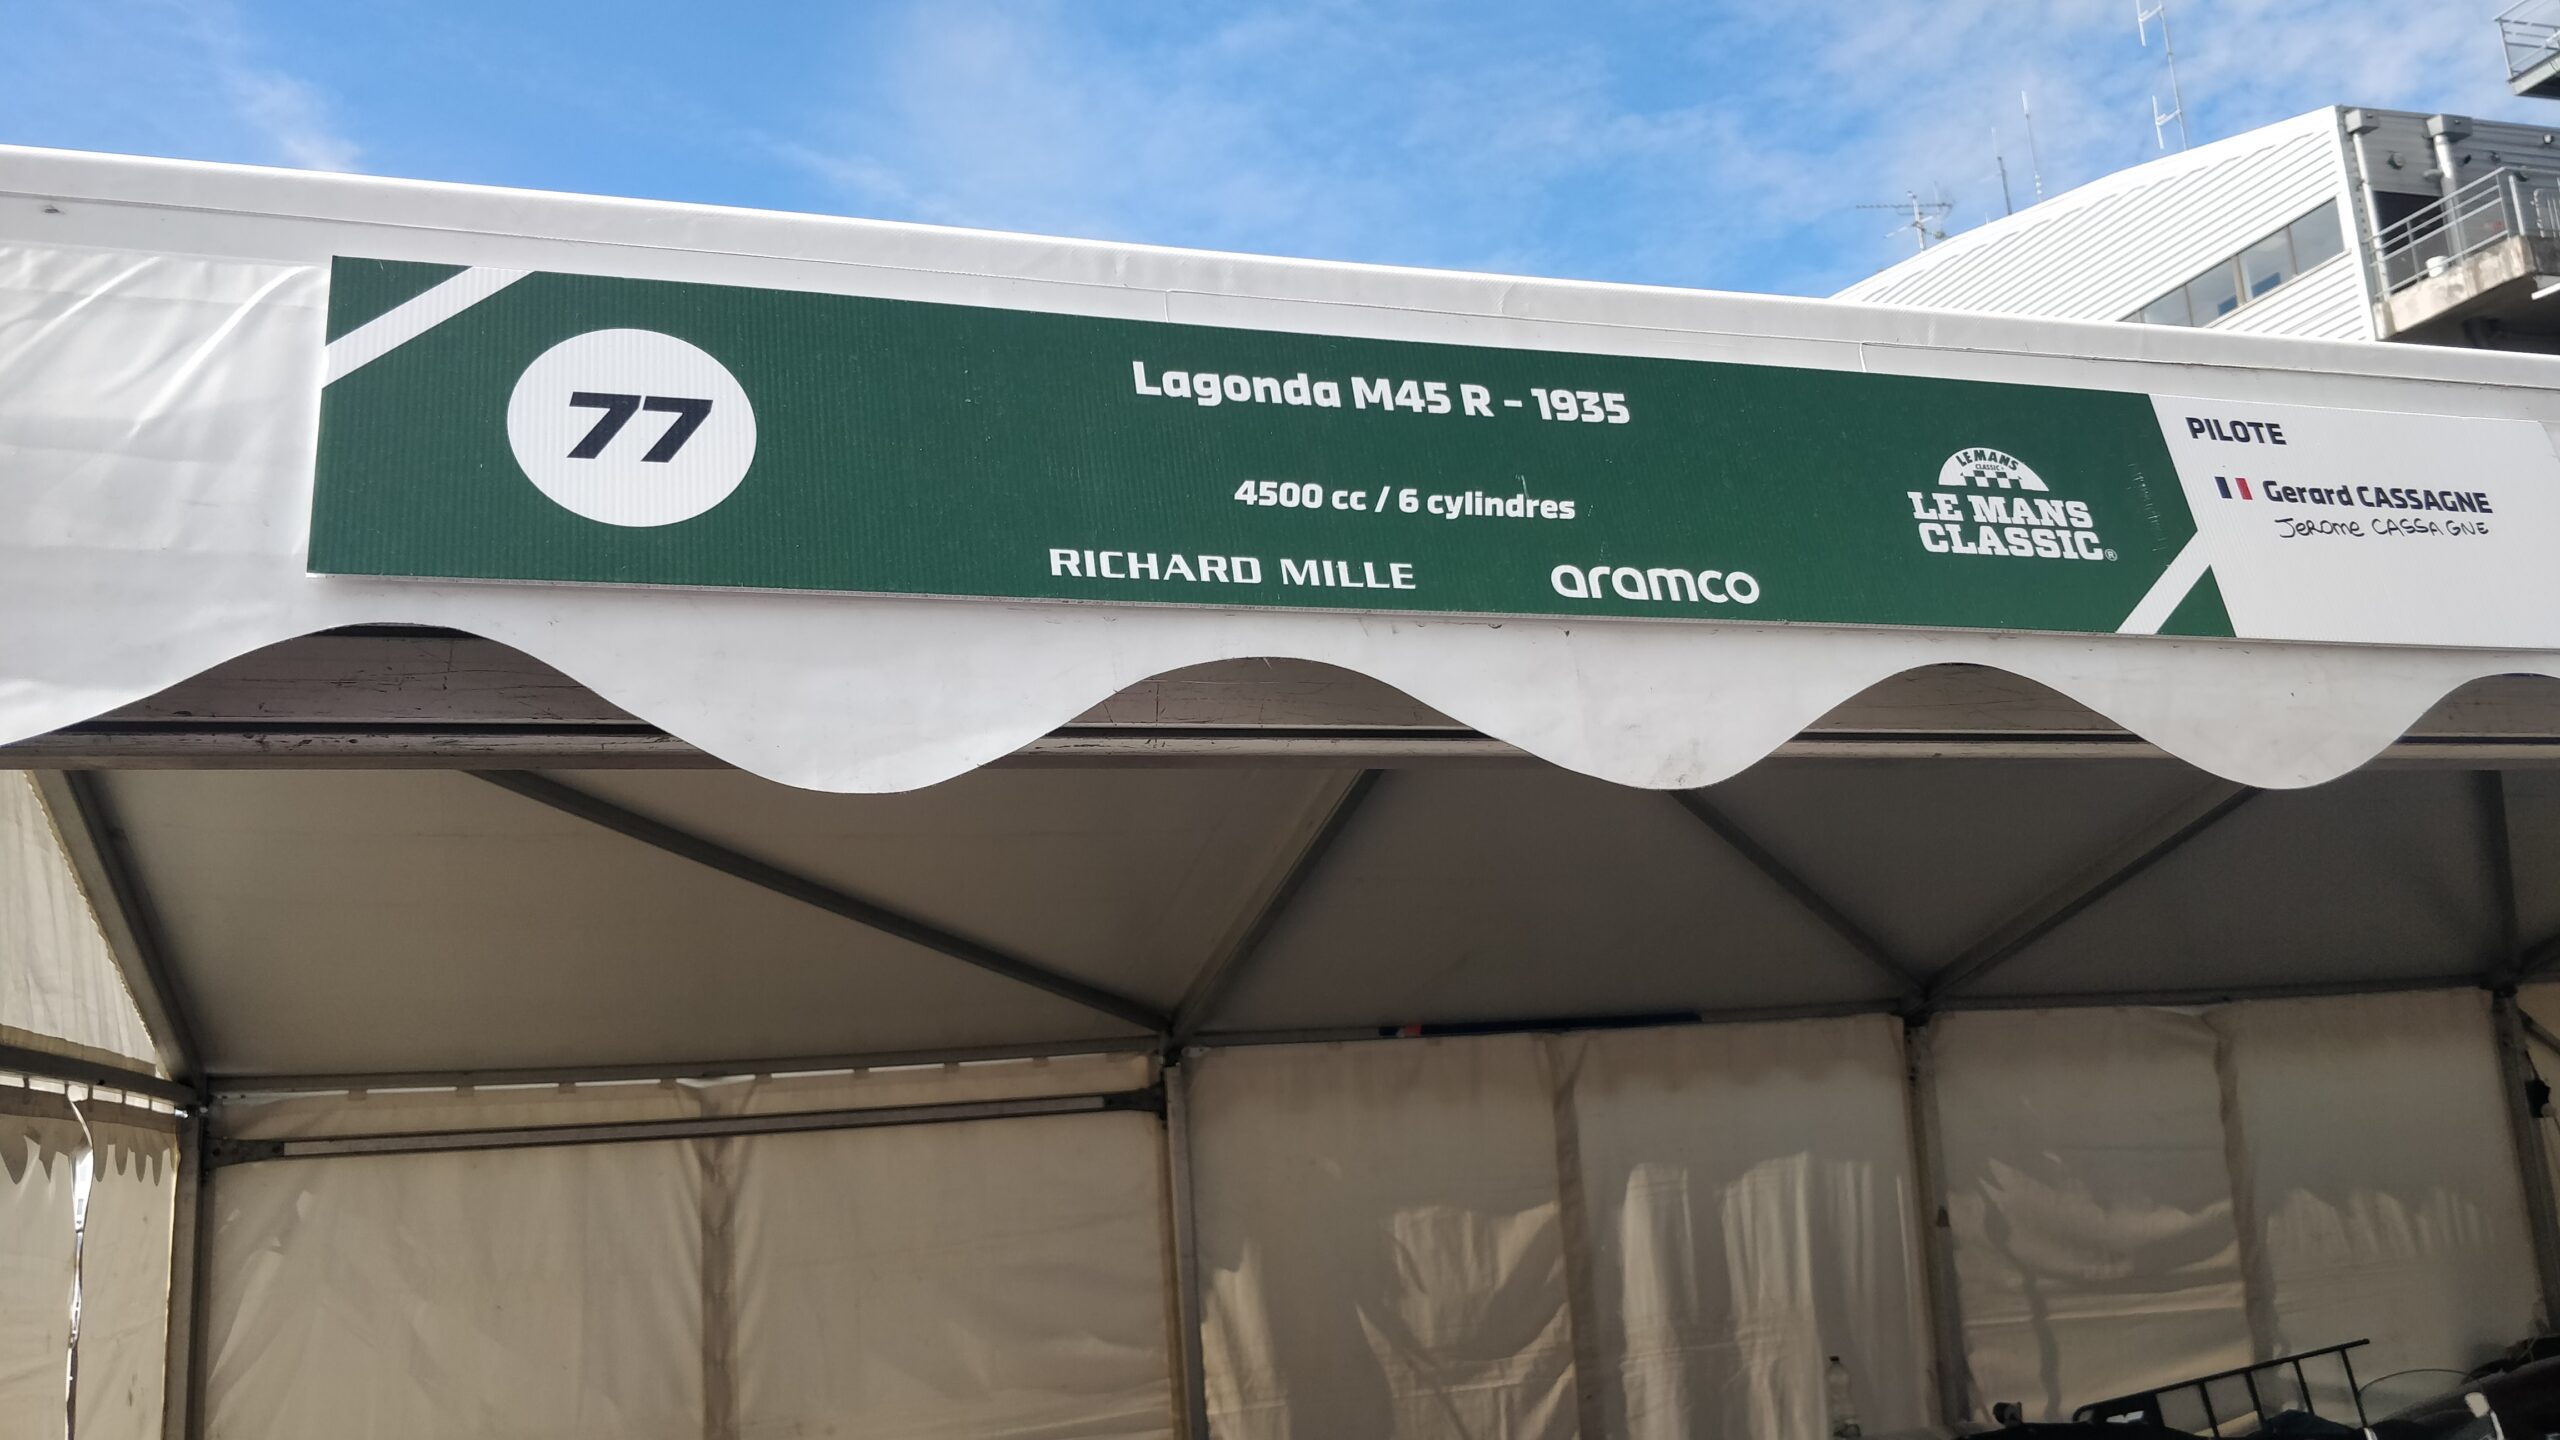 77
Lagonda M45 R - 1935
4500 cc / 6 cylindres
RICHARD MILLE
aramco
LE MANS
CLASSIC
LE MANS
CLASSIC®
PILOTE
Gerard CASSAGNE
Jerome CASSAGNE